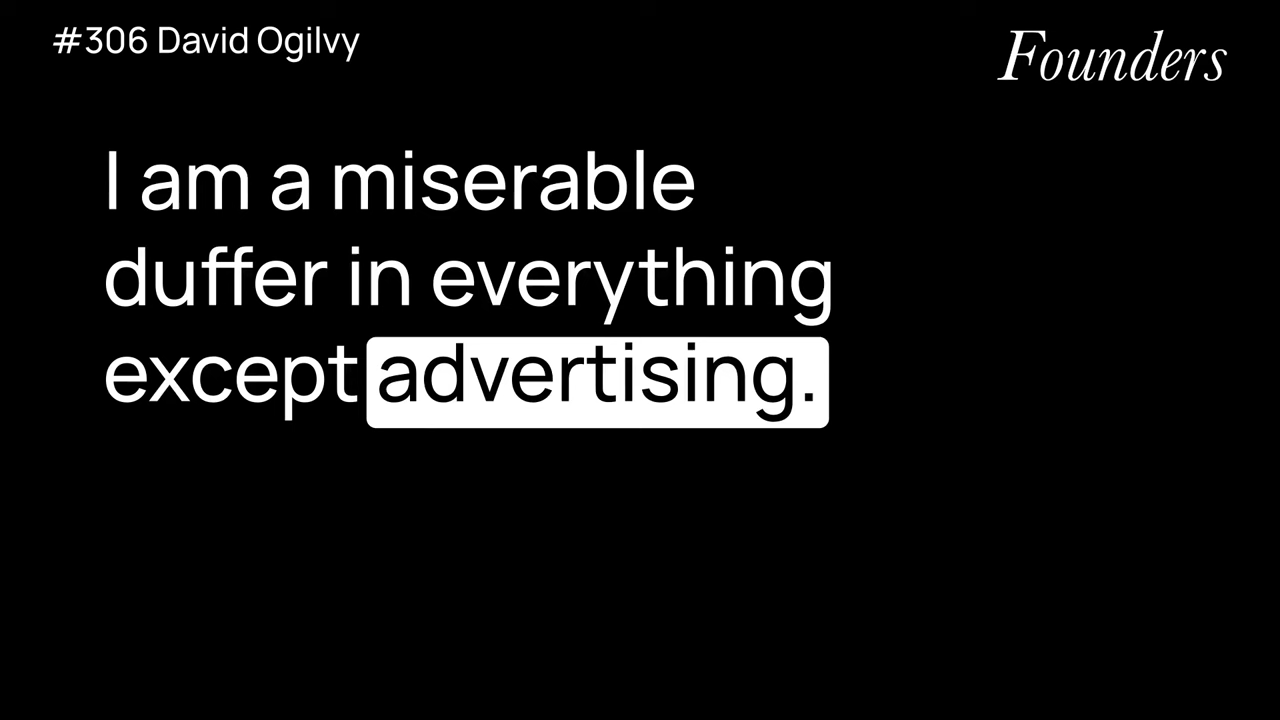 #306 David Ogilvy
Founders
I am a miserable
duffer in everything
except advertising.